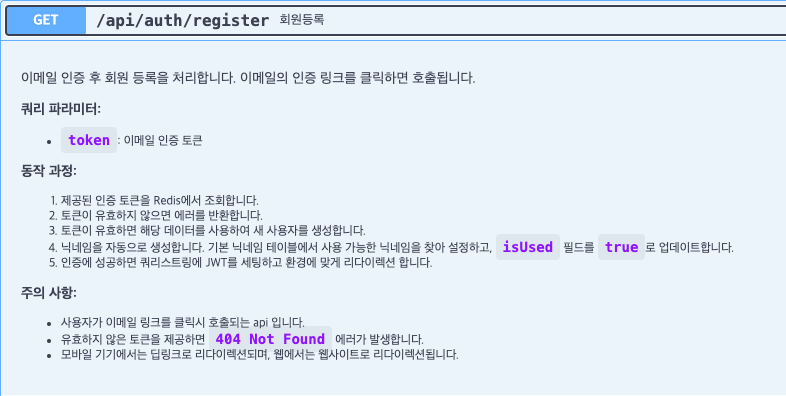 GET /api/auth/register 회원등록
이메일 인증 후 회원 등록을 처리합니다. 이메일의 인증 링크를 클릭하면 호출됩니다.
쿼리 파라미터:
• token : 이메일 인증 토큰
동작 과정:
1. 제공된 인증 토큰을 Redis에서 조회합니다.
2. 토큰이 유효하지 않으면 에러를 반환합니다.
3. 토큰이 유효하면 해당 데이터를 사용하여 새 사용자를 생성합니다.
4. 닉네임을 자동으로 생성합니다. 기본 닉네임 테이블에서 사용 가능한 닉네임을 찾아 설정하고, isUsed 필드를 true 로 업데이트합니다.
5. 인증에 성공하면 쿼리스트링에 JWT를 세팅하고 환경에 맞게 리다이렉션 합니다.
주의 사항:
• 사용자가 이메일 링크를 클릭시 호출되는 api 입니다.
• 유효하지 않은 토큰을 제공하면 404 Not Found 에러가 발생합니다.
• 모바일 기기에서는 딥링크로 리다이렉션되며, 웹에서는 웹사이트로 리다이렉션됩니다.